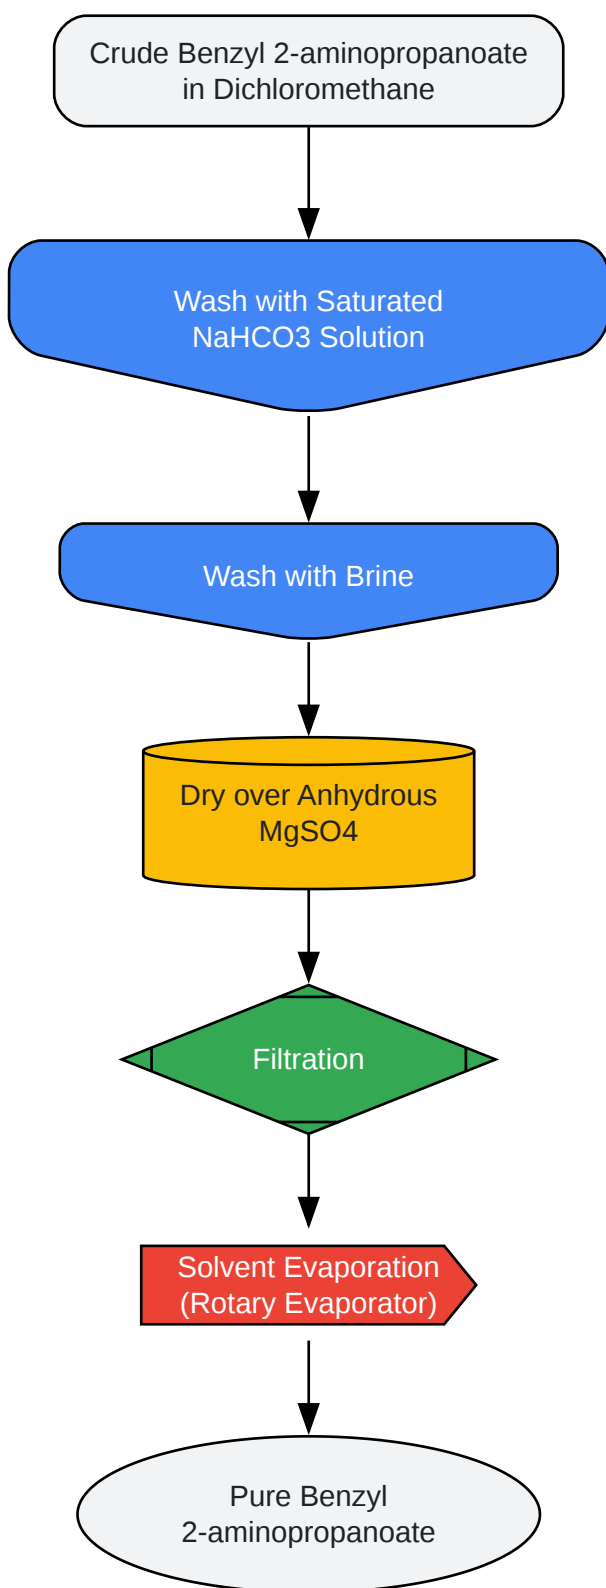 Crude Benzyl 2-aminopropanoate
in Dichloromethane
Wash with Saturated
NaHCO3 Solution
Wash with Brine
Dry over Anhydrous
MgSO4
Filtration
Solvent Evaporation
(Rotary Evaporator)
Pure Benzyl
2-aminopropanoate